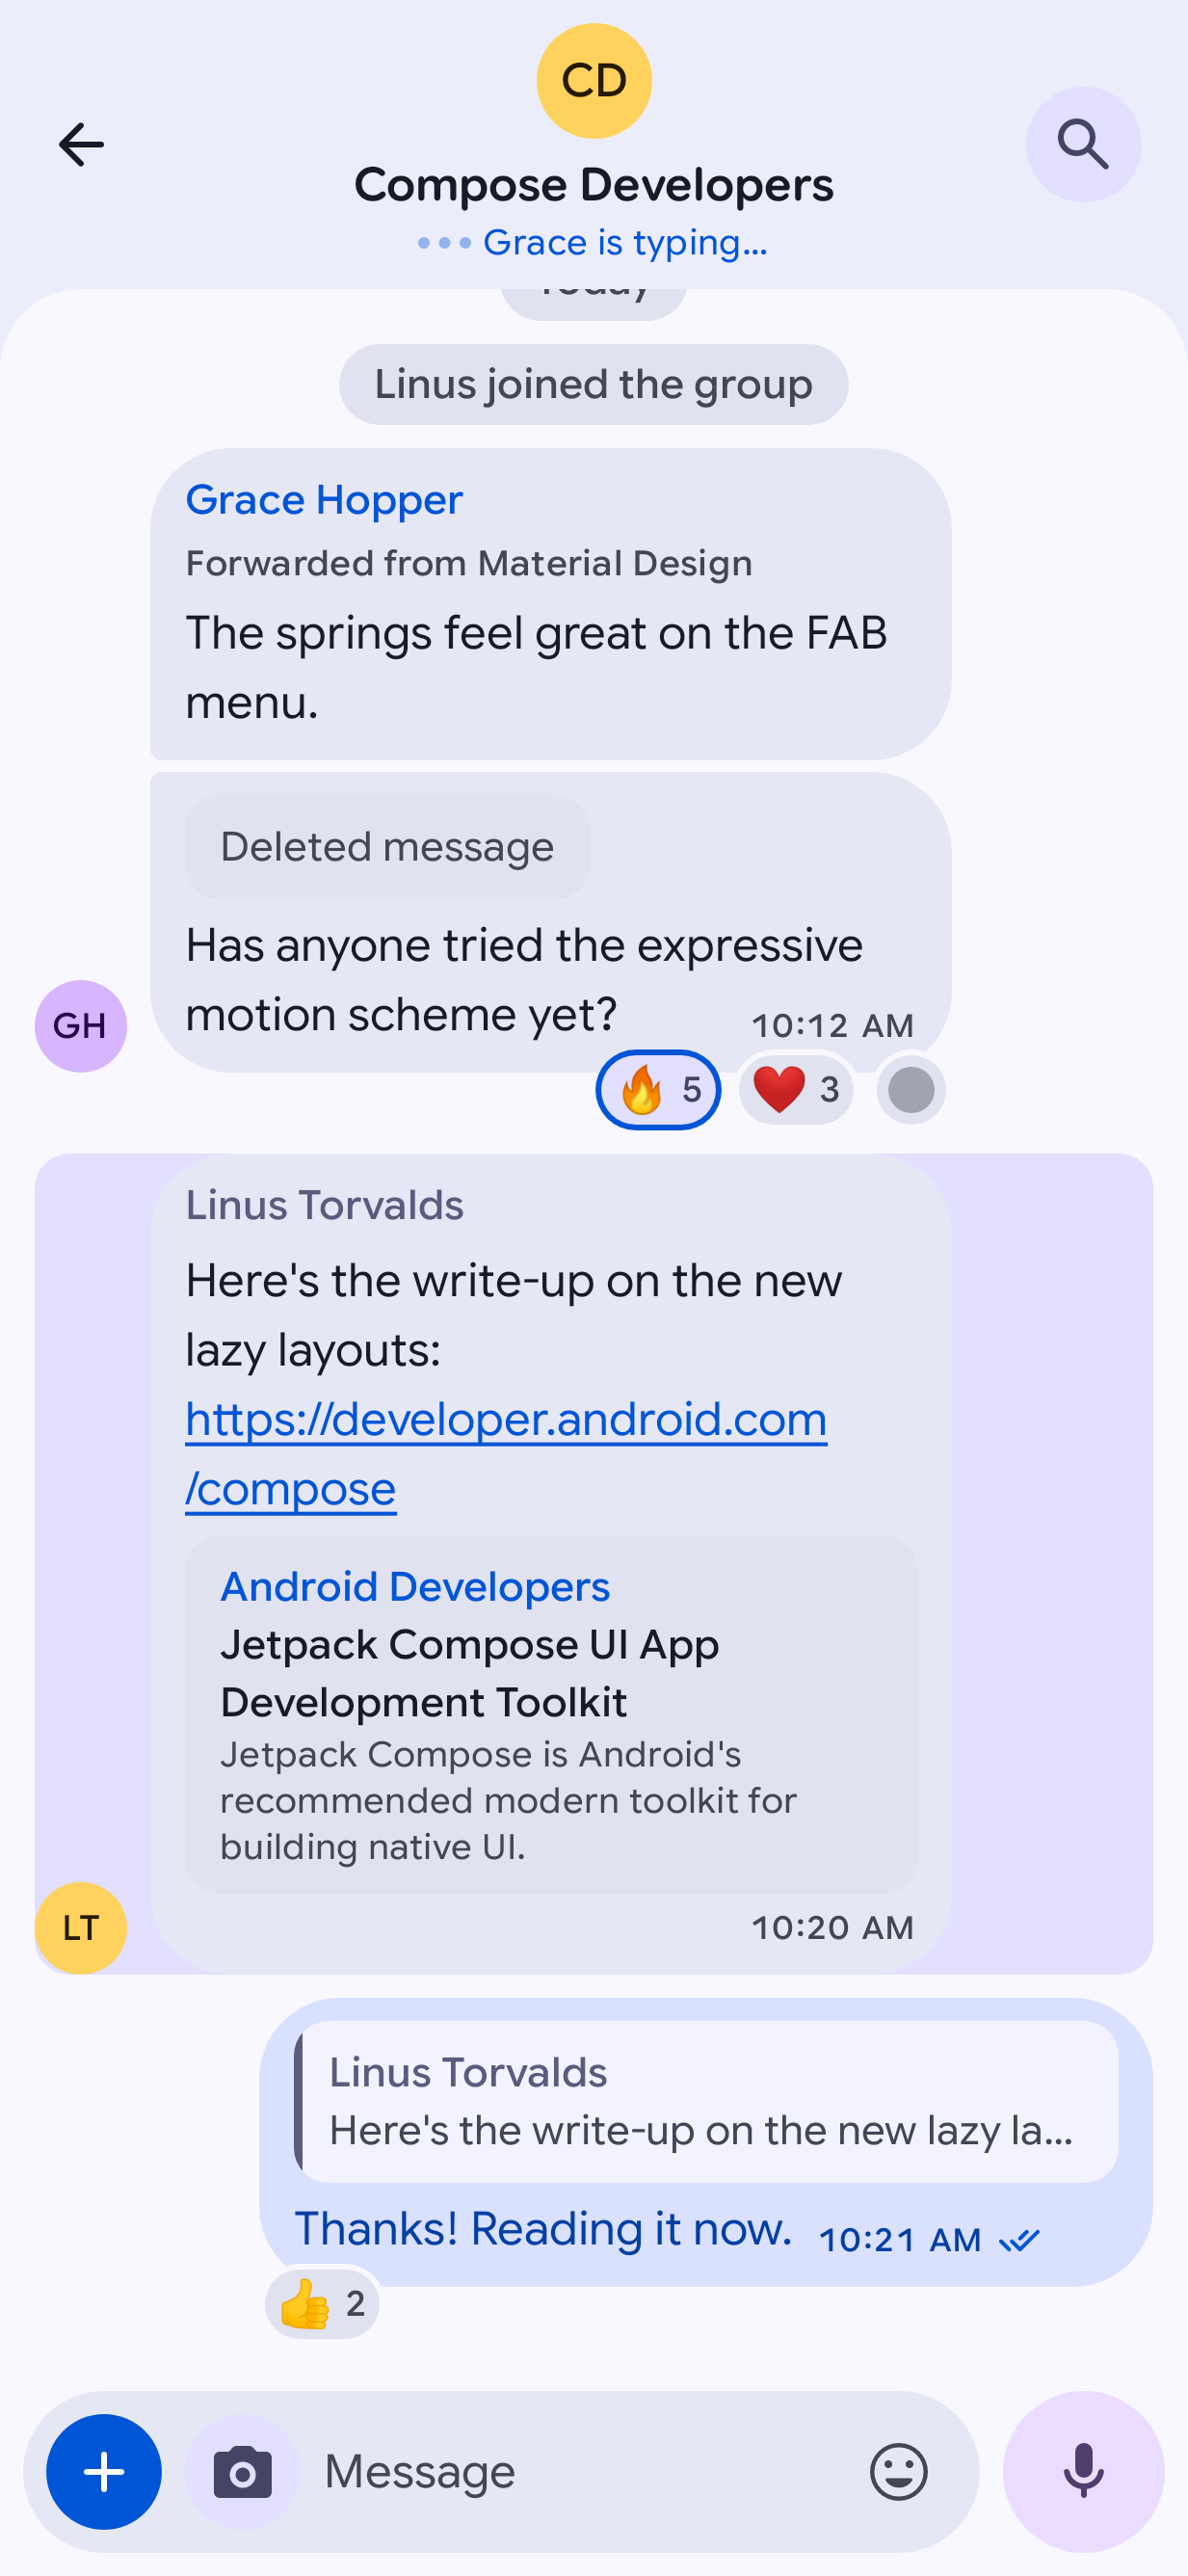 CD
Compose Developers
Grace is typing...
Today
Linus joined the group
Grace Hopper
Forwarded from Material Design
The springs feel great on the FAB
menu.
Deleted message
Has anyone tried the expressive
motion scheme yet?
10:12 AM
GH
5
3
Linus Torvalds
Here's the write-up on the new
lazy layouts:
https://developer.android.com
/compose
Android Developers
Jetpack Compose UI App
Development Toolkit
Jetpack Compose is Android's
recommended modern toolkit for
building native UI.
10:20 AM
LT
Linus Torvalds
Here's the write-up on the new lazy la...
Thanks! Reading it now.
10:21 AM
2
Message